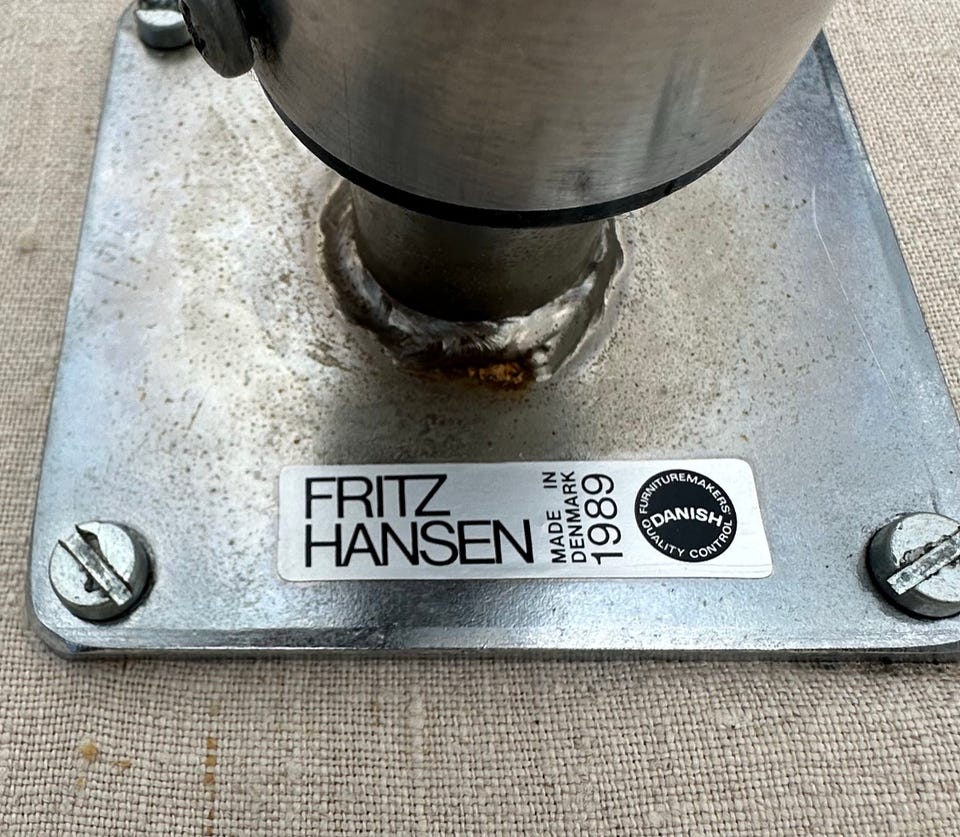 FRITZ
HANSEN
MADE IN
DENMARK
1989
FURNITUREMAKERS'
DANISH
QUALITY CONTROL